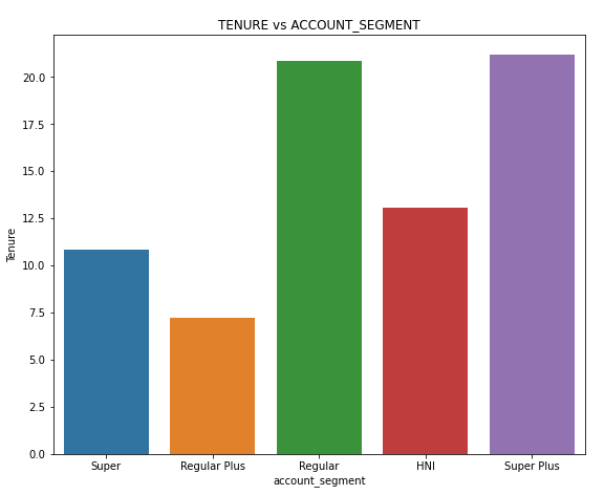 TENURE vs ACCOUNT_SEGMENT
20.0
17.5
15.0
12.5
10.0
7.5
5.0
2.5
0.0
Tenure
Super Regular Plus Regular HNI Super Plus
account_segment